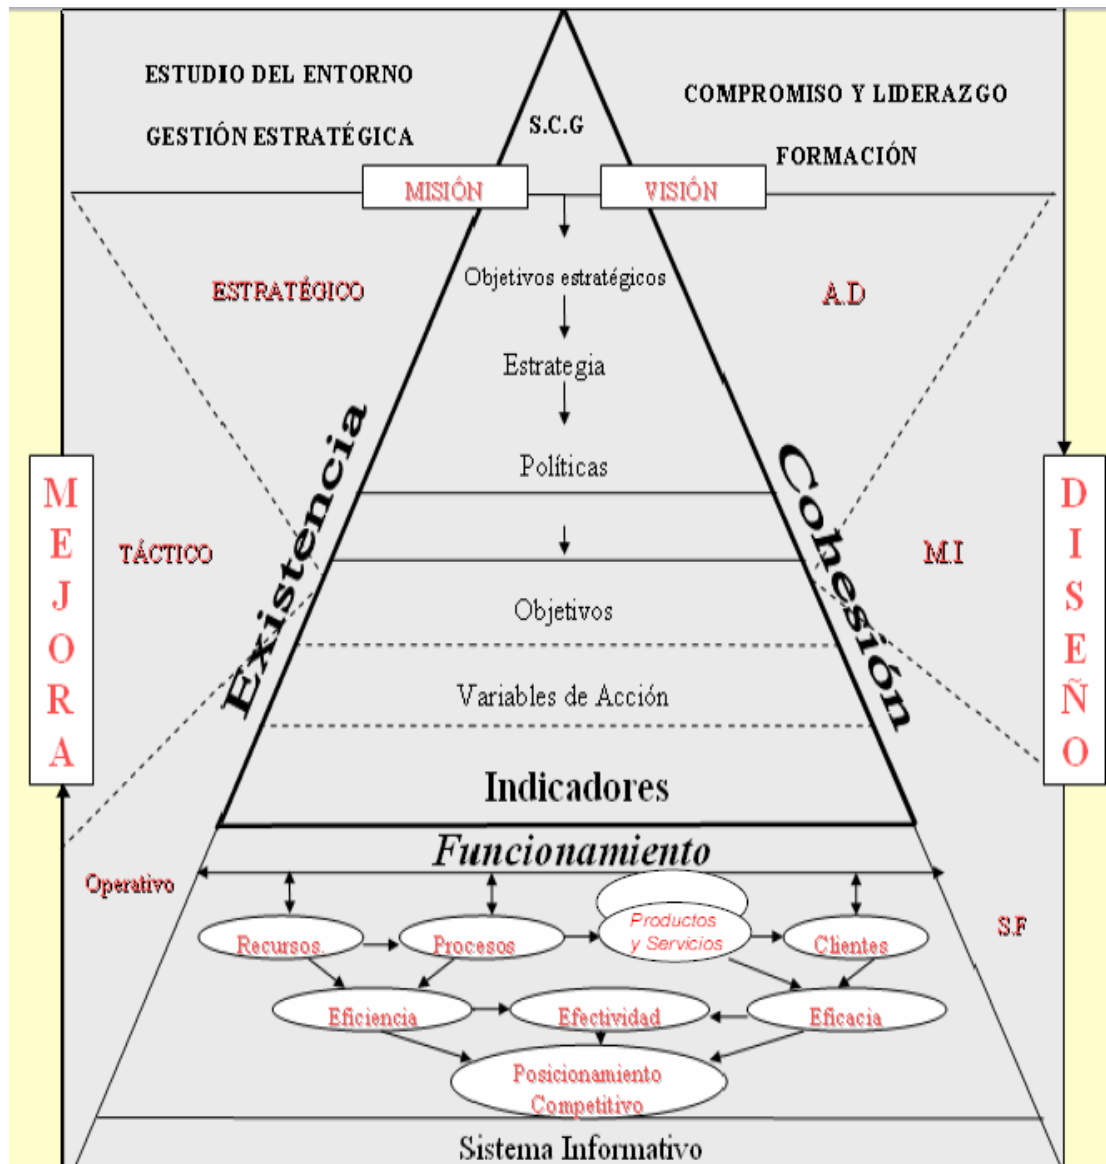 ESTUDIO DEL ENTORNO
GESTIÓN ESTRATÉGICA
S.C.G
COMPROMISO Y LIDERAZGO
FORMACIÓN
MISIÓN
VISIÓN
ESTRATÉGICO
Objetivos estratégicos
A.D
Estrategia
Políticas
Existencia
Cohesión
MEJORA
DISEÑO
TÁCTICO
M.I
Objetivos
Variables de Acción
Indicadores
Funcionamiento
Operativo
Recursos.
Procesos
Productos
y Servicios
Clientes
S.F
Eficiencia
Efectividad
Eficacia
Posicionamiento
Competitivo
Sistema Informativo